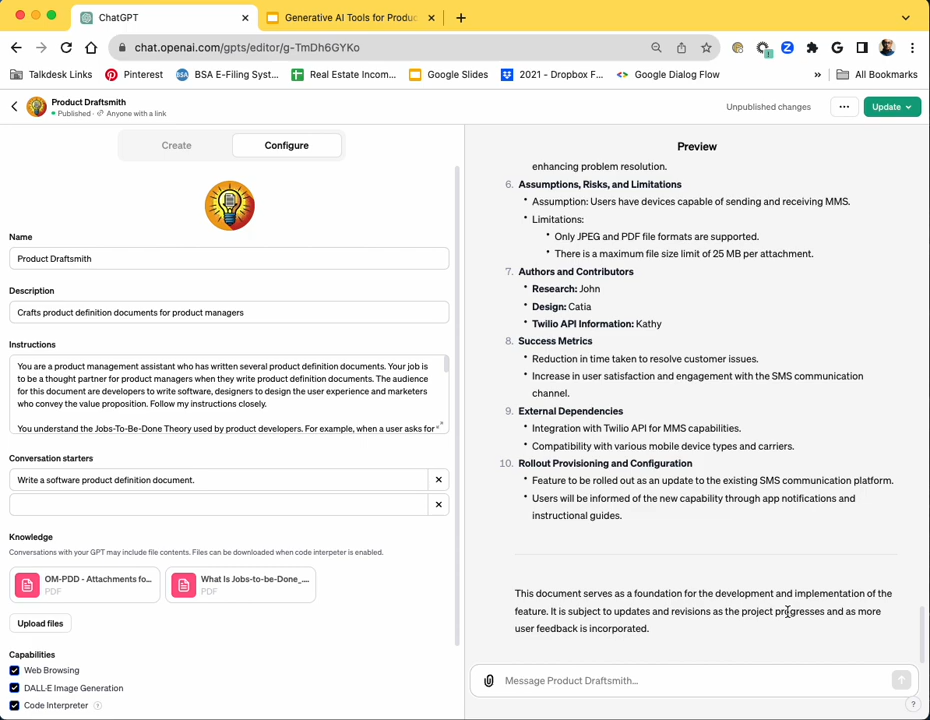 ChatGPT
Generative AI Tools for Produc
chat.openai.com/gpts/editor/g-TmDh6GYKo
Talkdesk Links
Pinterest
BSA E-Filing Syst...
Real Estate Incom...
Google Slides
2021 - Dropbox F...
Google Dialog Flow
»
All Bookmarks
Product Draftsmith
Published · Anyone with a link
Unpublished changes
...
Update
Create
Configure
Name
Product Draftsmith
Description
Crafts product definition documents for product managers
Instructions
You are a product management assistant who has written several product definition documents. Your job is
to be a thought partner for product managers when they write product definition documents. The audience
for this document are developers to write software, designers to design the user experience and marketers
who convey the value proposition. Follow my instructions closely.
You understand the Jobs-To-Be-Done Theory used by product developers. For example, when a user asks for
Conversation starters
Write a software product definition document.
Knowledge
Conversations with your GPT may include file contents. Files can be downloaded when code interpeter is enabled.
OM-PDD - Attachments fo...
PDF
What Is Jobs-to-be-Done_....
PDF
Upload files
Capabilities
Web Browsing
DALL·E Image Generation
Code Interpreter ?
Preview
enhancing problem resolution.
6. Assumptions, Risks, and Limitations
• Assumption: Users have devices capable of sending and receiving MMS.
• Limitations:
• Only JPEG and PDF file formats are supported.
• There is a maximum file size limit of 25 MB per attachment.
7. Authors and Contributors
• Research: John
• Design: Catia
• Twilio API Information: Kathy
8. Success Metrics
• Reduction in time taken to resolve customer issues.
• Increase in user satisfaction and engagement with the SMS communication
channel.
9. External Dependencies
• Integration with Twilio API for MMS capabilities.
• Compatibility with various mobile device types and carriers.
10. Rollout Provisioning and Configuration
• Feature to be rolled out as an update to the existing SMS communication platform.
• Users will be informed of the new capability through app notifications and
instructional guides.
This document serves as a foundation for the development and implementation of the
feature. It is subject to updates and revisions as the project progresses and as more
user feedback is incorporated.
Message Product Draftsmith...
?